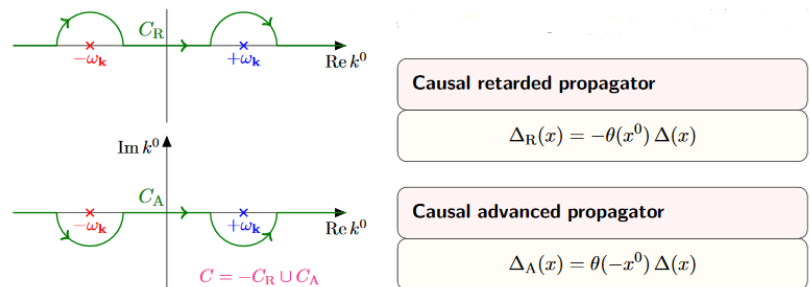 C_R
−ω_k
+ω_k
Re k^0
Im k^0
C_A
−ω_k
+ω_k
Re k^0
C = −C_R ∪ C_A
Causal retarded propagator
Δ_R(x) = −θ(x^0) Δ(x)
Causal advanced propagator
Δ_A(x) = θ(−x^0) Δ(x)